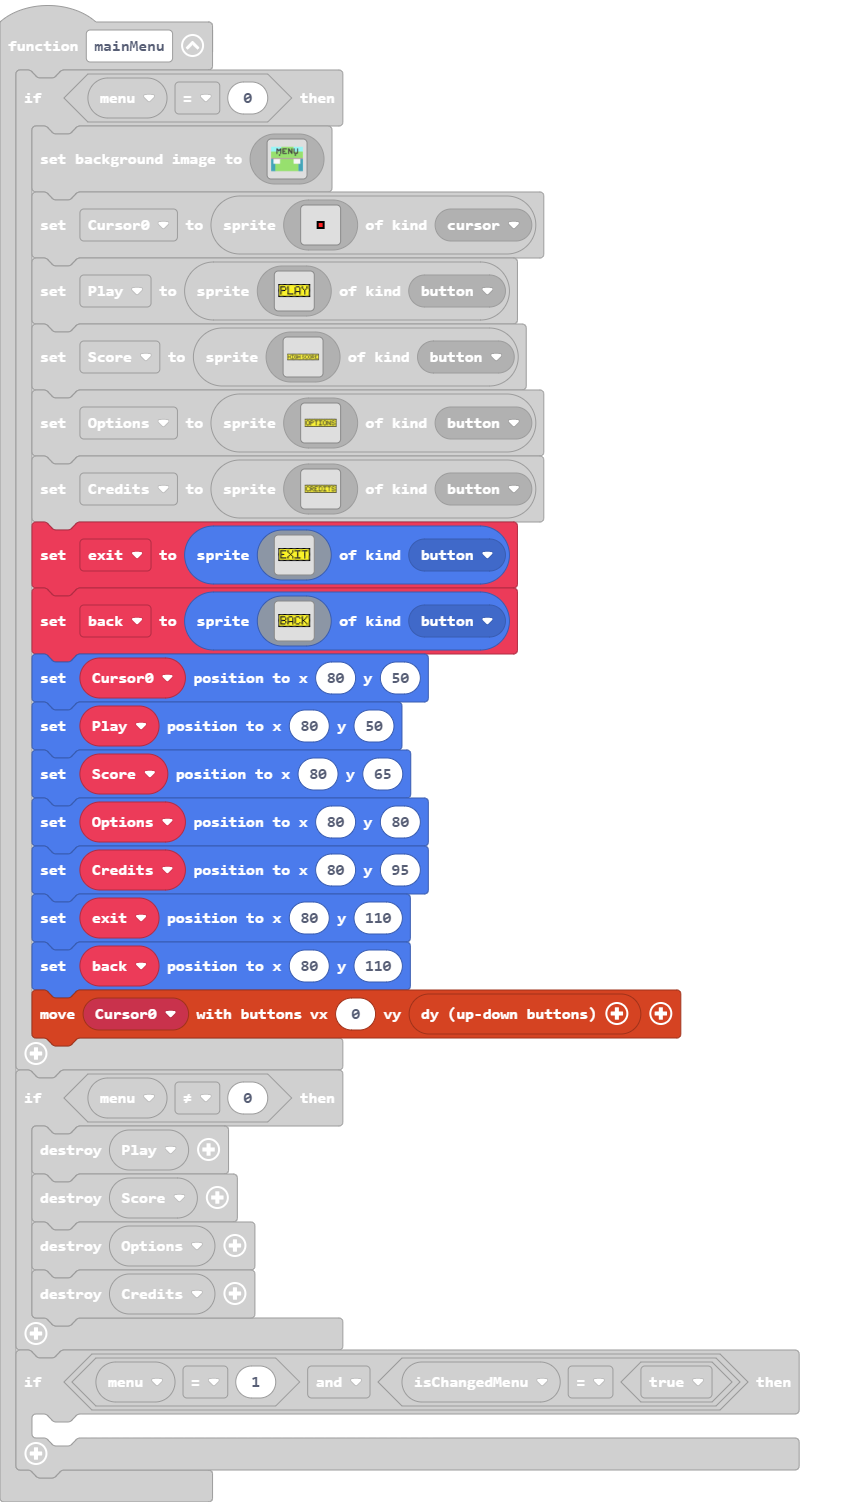 function mainMenu
if menu = 0 then
set background image to MENU
set Cursor0 to sprite of kind cursor
set Play to sprite PLAY of kind button
set Score to sprite of kind button
set Options to sprite OPTIONS of kind button
set Credits to sprite CREDITS of kind button
set exit to sprite EXIT of kind button
set back to sprite BACK of kind button
set Cursor0 position to x 80 y 50
set Play position to x 80 y 50
set Score position to x 80 y 65
set Options position to x 80 y 80
set Credits position to x 80 y 95
set exit position to x 80 y 110
set back position to x 80 y 110
move Cursor0 with buttons vx 0 vy dy (up-down buttons)
if menu ≠ 0 then
destroy Play
destroy Score
destroy Options
destroy Credits
if menu = 1 and isChangedMenu = true then